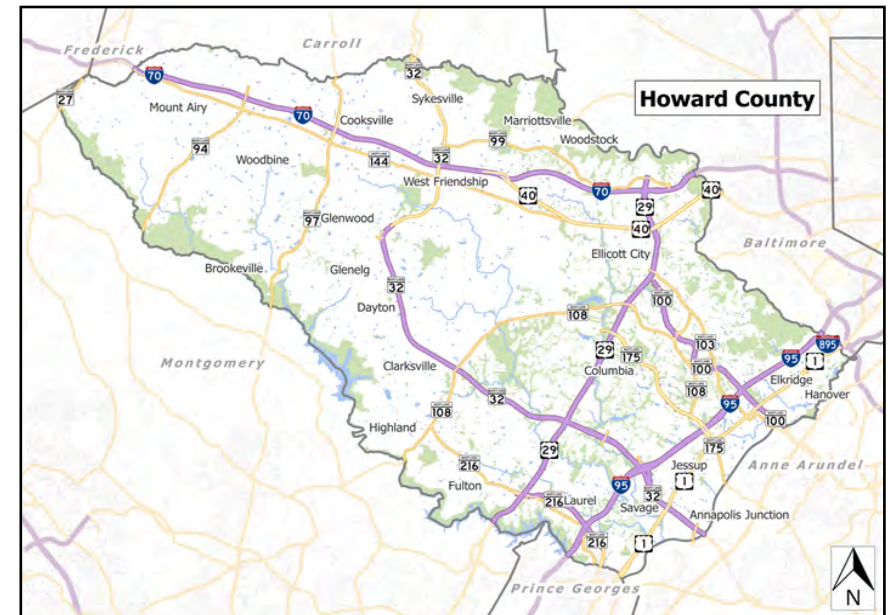 Frederick
Carroll
70
32
27
Mount Airy
Sykesville
Howard County
70
Cooksville
Marriottsville
94
99
Woodstock
Woodbine
144
32
West Friendship
70
40
40
29
97
Glenwood
40
Baltimore
Ellicott City
Brookeville
Glenelg
32
100
Dayton
108
103
895
Montgomery
29
175
95
1
Clarksville
Columbia
100
Elkridge
32
108
Hanover
108
95
100
Highland
29
175
216
Jessup
Anne Arundel
Fulton
95
1
216
Laurel
32
Savage
Annapolis Junction
216
1
Prince Georges
N